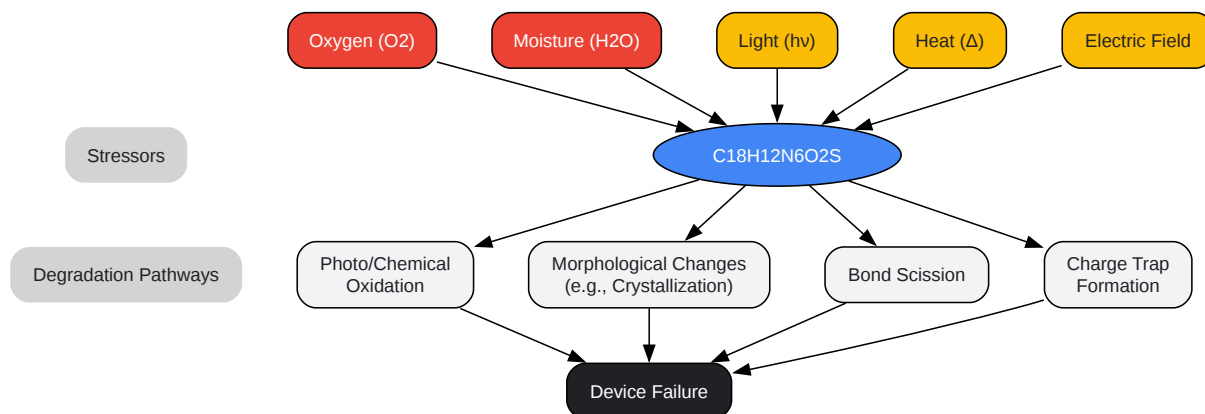 Oxygen (O2)
Moisture (H2O)
Light (hν)
Heat (Δ)
Electric Field
Stressors
C18H12N6O2S
Degradation Pathways
Photo/Chemical
Oxidation
Morphological Changes
(e.g., Crystallization)
Bond Scission
Charge Trap
Formation
Device Failure